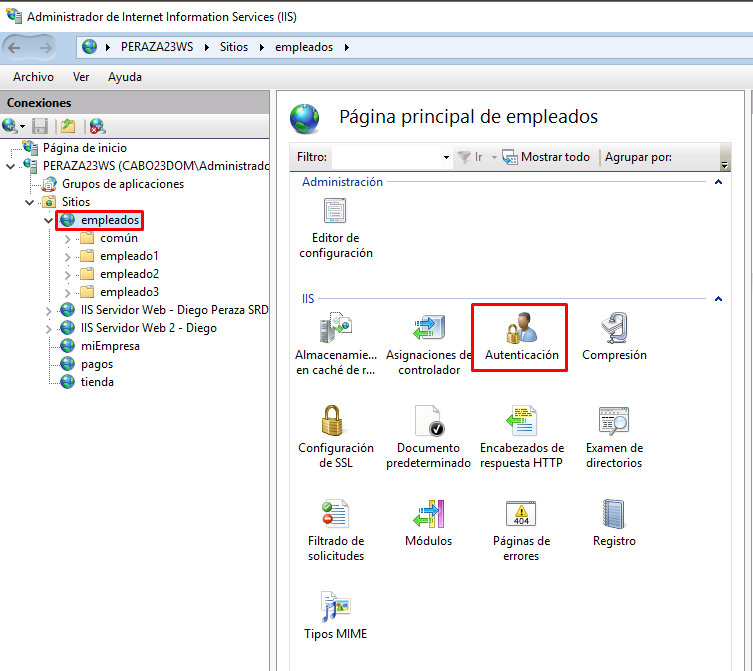 Administrador de Internet Information Services (IIS)
PERAZA23WS
Sitios
empleados
Archivo Ver Ayuda
Conexiones
Página de inicio
PERAZA23WS (CABO23DOM\Administrado
Grupos de aplicaciones
Sitios
empleados
común
empleado1
empleado2
empleado3
IIS Servidor Web - Diego Peraza SRD
IIS Servidor Web 2 - Diego
miEmpresa
pagos
tienda
Página principal de empleados
Filtro: Ir Mostrar todo Agrupar por:
Administración
Editor de
configuración
IIS
Almacenamie...
en caché de r...
Asignaciones de
controlador
Autenticación
Compresión
Configuración
de SSL
Documento
predeterminado
Encabezados de
respuesta HTTP
Examen de
directorios
Filtrado de
solicitudes
Módulos
404
Páginas de
errores
Registro
Tipos MIME